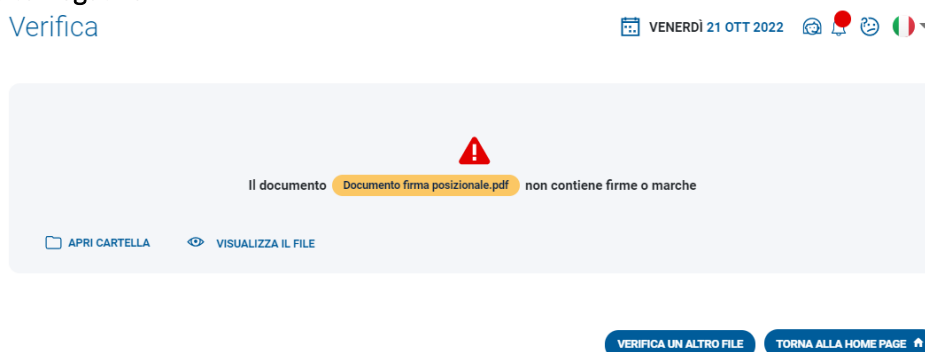 Verifica
VENERDÌ 21 OTT 2022
Il documento Documento firma posizionale.pdf non contiene firme o marche
APRI CARTELLA VISUALIZZA IL FILE
VERIFICA UN ALTRO FILE TORNA ALLA HOME PAGE